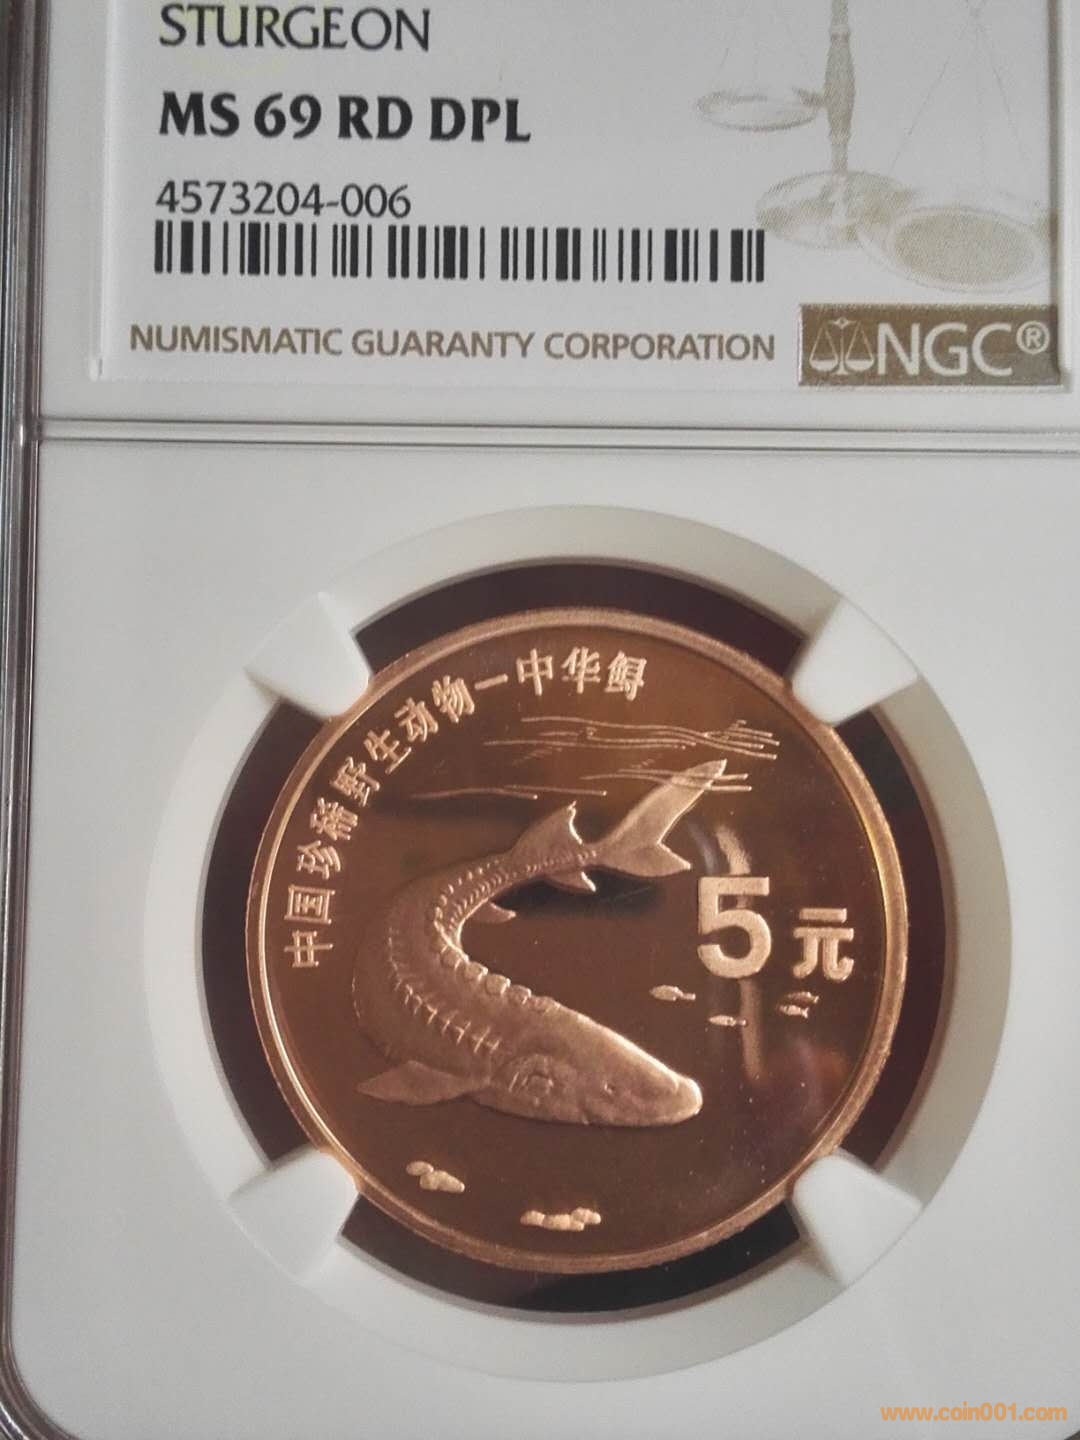 STURGEON
MS 69 RD DPL
4573204-006
NUMISMATIC GUARANTY CORPORATION
NGC®
中国珍稀野生动物—中华鲟
5元
www.coin001.com